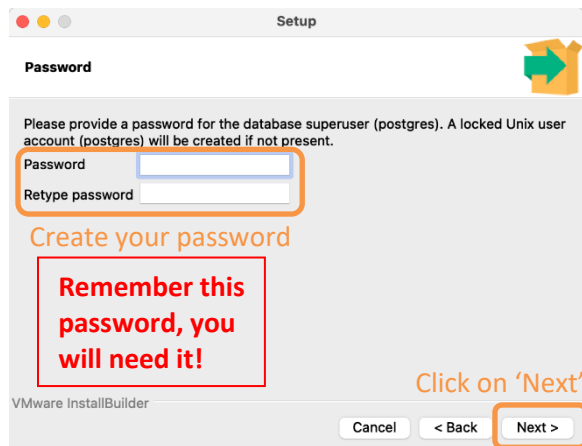 Setup
Password
Please provide a password for the database superuser (postgres). A locked Unix user
account (postgres) will be created if not present.
Password
Retype password
Create your password
Remember this
password, you
will need it!
Click on ‘Next’
VMware InstallBuilder
Cancel
< Back
Next >